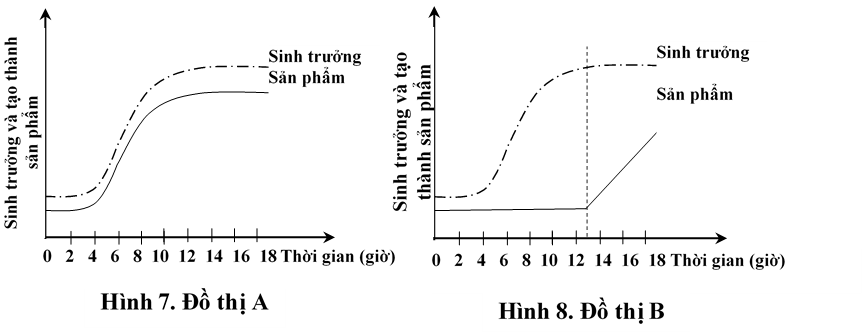 Sinh trưởng và tạo thành
sản phẩm
Sinh trưởng
Sản phẩm
0 2 4 6 8 10 12 14 16 18 Thời gian (giờ)
Hình 7. Đồ thị A
Sinh trưởng và tạo
thành sản phẩm
Sinh trưởng
Sản phẩm
0 2 4 6 8 10 12 14 16 18 Thời gian (giờ)
Hình 8. Đồ thị B